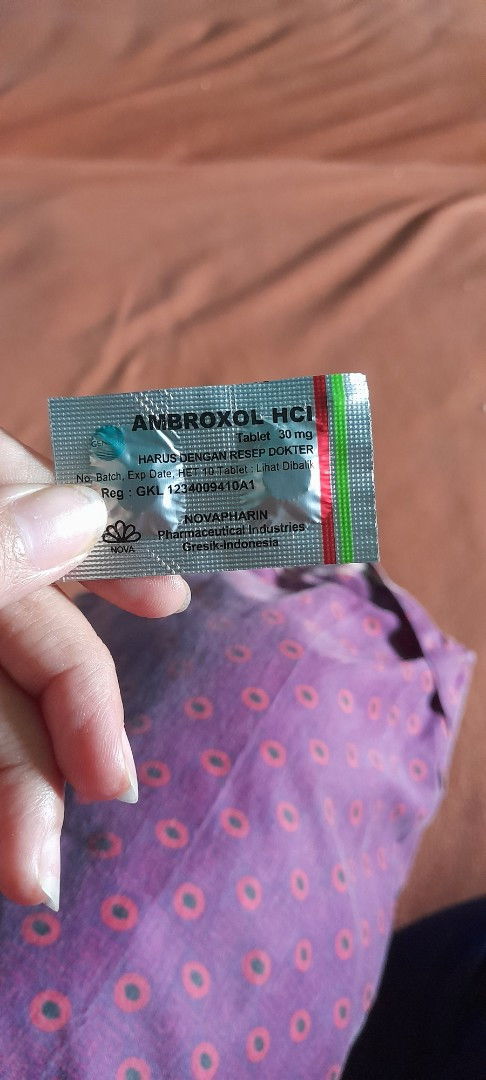 AMBROXOL HCl
Tablet 30 mg
HARUS DENGAN RESEP DOKTER
No, Batch, Exp Date, HET 10 Tablet : Lihat Dibalik
Reg : GKL 1234009410A1
NOVAPHARIN
Pharmaceutical Industries
Gresik-Indonesia
NOVA